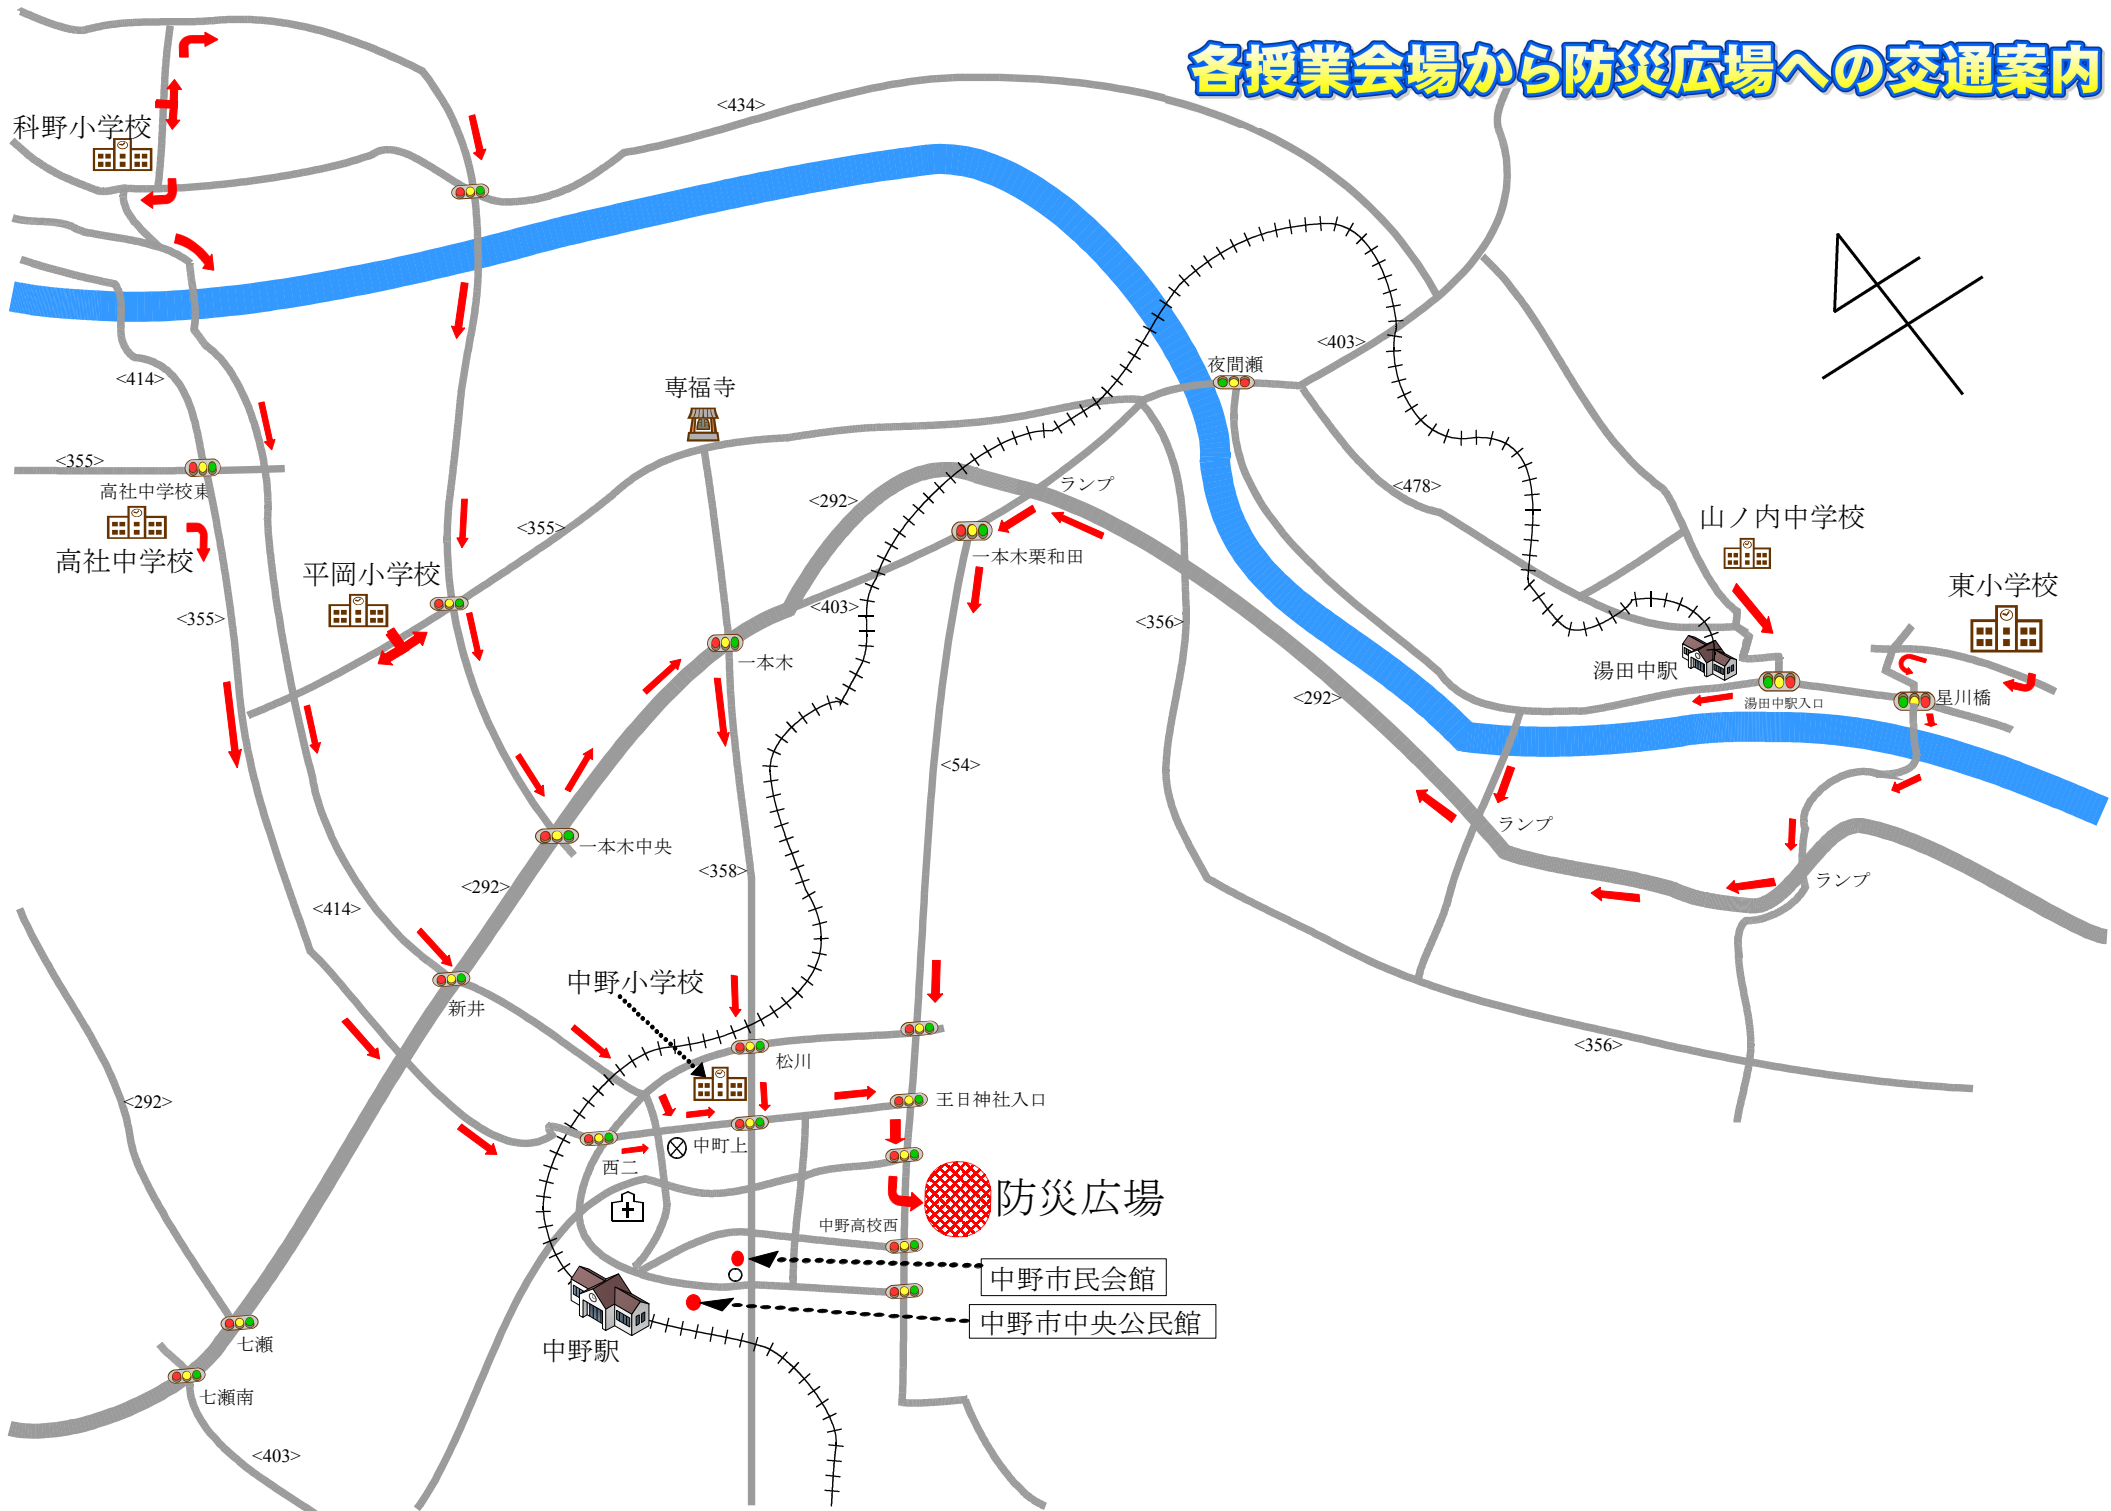 各授業会場から防災広場への交通案内
<434>
科野小学校
夜間瀬
<403>
<414>
専福寺
<355>
高社中学校東
<292>
ランプ
<478>
山ノ内中学校
<355>
一本木栗和田
高社中学校
平岡小学校
東小学校
<403>
<355>
<356>
一本木
湯田中駅
<292>
湯田中駅入口
星川橋
<54>
ランプ
一本木中央
<358>
ランプ
<292>
<414>
中野小学校
新井
<356>
松川
<292>
王日神社入口
中町上
西二
防災広場
中野高校西
中野市民会館
中野市中央公民館
七瀬
中野駅
七瀬南
<403>